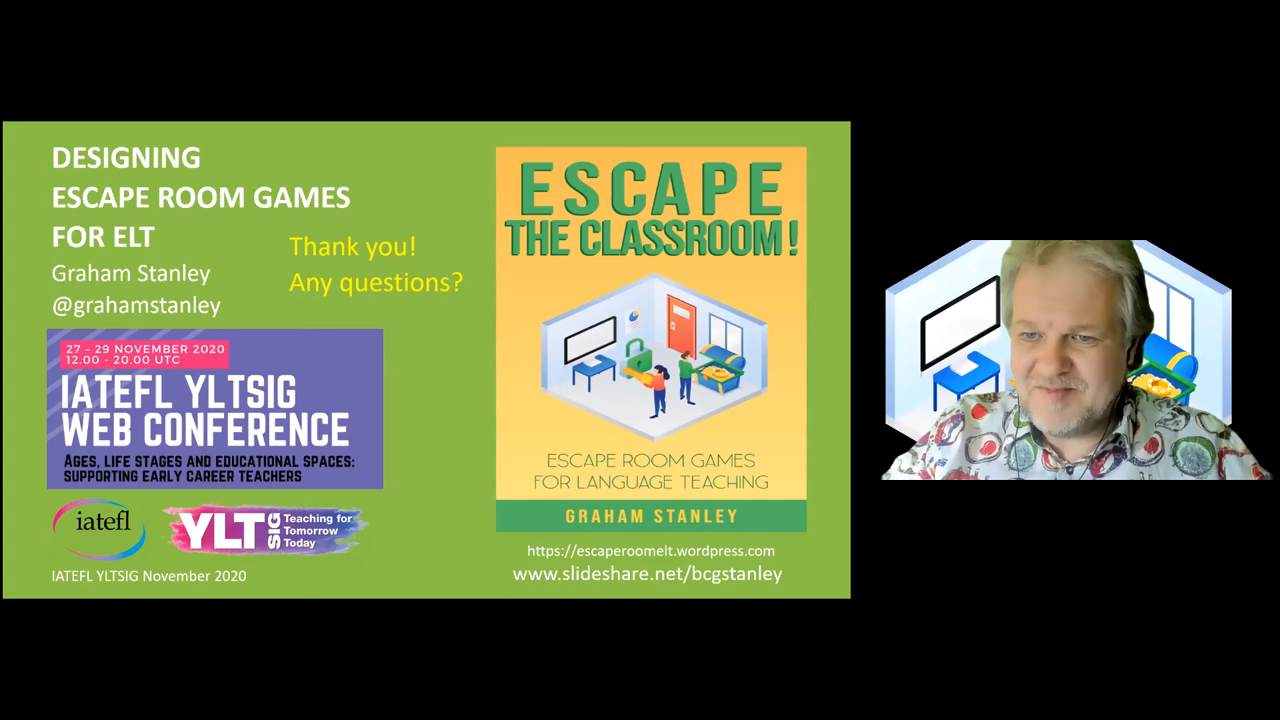 DESIGNING
ESCAPE ROOM GAMES
FOR ELT
Graham Stanley
@grahamstanley
Thank you!
Any questions?
27 – 29 NOVEMBER 2020
12.00 - 20.00 UTC
IATEFL YLTSIG
WEB CONFERENCE
AGES, LIFE STAGES AND EDUCATIONAL SPACES:
SUPPORTING EARLY CAREER TEACHERS
iatefl
YLTSIG Teaching for
Tomorrow
Today
IATEFL YLTSIG November 2020
ESCAPE
THE CLASSROOM!
ESCAPE ROOM GAMES
FOR LANGUAGE TEACHING
GRAHAM STANLEY
https://escaperoomelt.wordpress.com
www.slideshare.net/bcgstanley